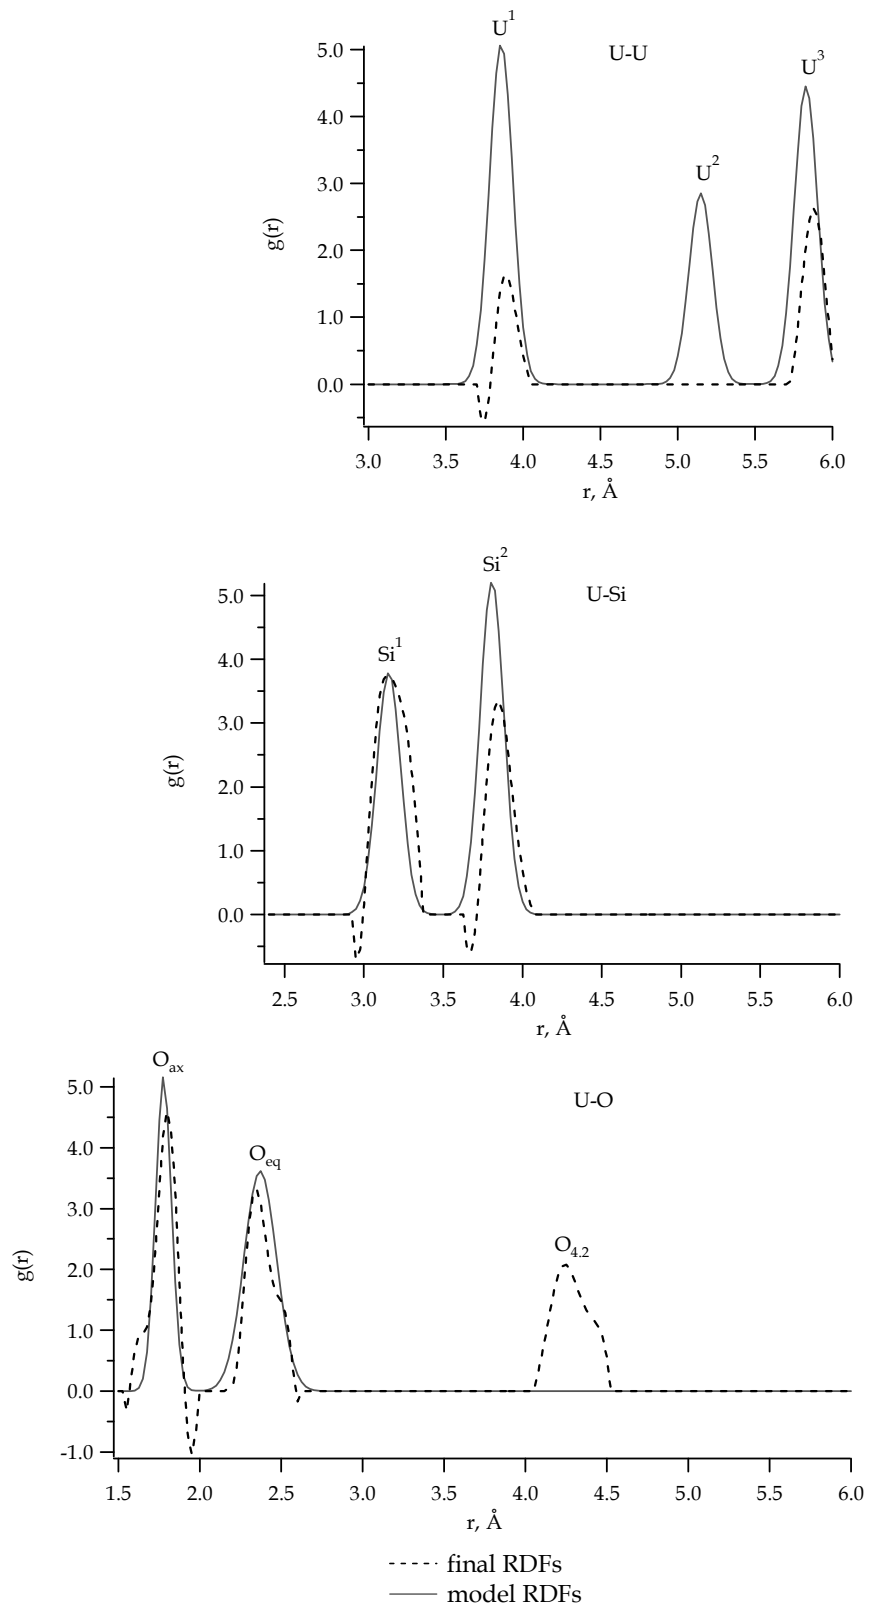 U¹
U-U
U³
5.0
4.0
U²
3.0
g(r)
2.0
1.0
0.0
3.0 3.5 4.0 4.5 5.0 5.5 6.0
r, Å
Si²
U-Si
5.0
Si¹
4.0
3.0
g(r)
2.0
1.0
0.0
2.5 3.0 3.5 4.0 4.5 5.0 5.5 6.0
r, Å
Oax
U-O
5.0
4.0
Oeq
3.0
g(r)
O4.2
2.0
1.0
0.0
-1.0
1.5 2.0 2.5 3.0 3.5 4.0 4.5 5.0 5.5 6.0
r, Å
final RDFs
model RDFs